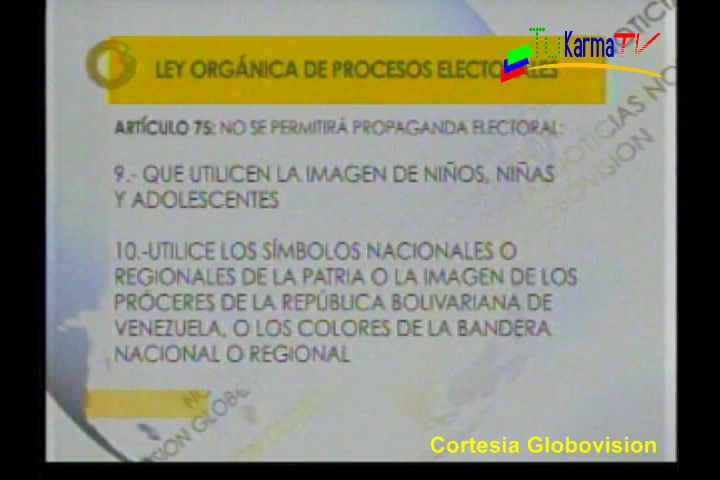 TuKarmaTV
LEY ORGÁNICA DE PROCESOS ELECTORALES
ARTÍCULO 75: NO SE PERMITIRÁ PROPAGANDA ELECTORAL:
9.- QUE UTILICEN LA IMAGEN DE NIÑOS, NIÑAS
Y ADOLESCENTES
10.-UTILICE LOS SÍMBOLOS NACIONALES O
REGIONALES DE LA PATRIA O LA IMAGEN DE LOS
PRÓCERES DE LA REPÚBLICA BOLIVARIANA DE
VENEZUELA, O LOS COLORES DE LA BANDERA
NACIONAL O REGIONAL
Cortesia Globovision